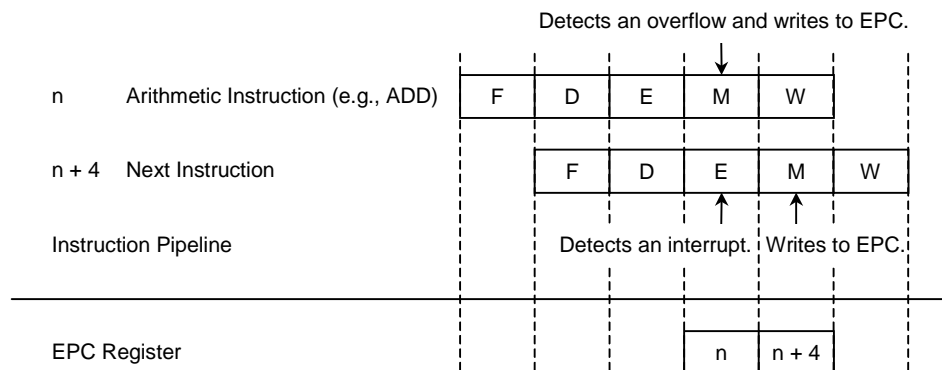 Detects an overflow and writes to EPC.
n Arithmetic Instruction (e.g., ADD) F D E M W
n + 4 Next Instruction F D E M W
Instruction Pipeline Detects an interrupt. Writes to EPC.
EPC Register n n + 4